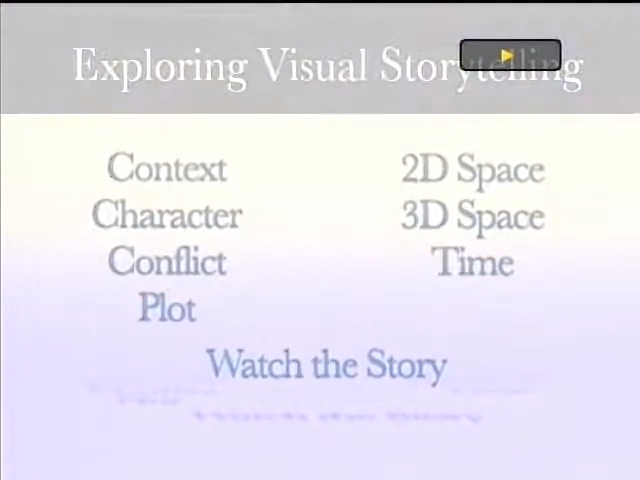 Exploring Visual Storytelling
Context
Character
Conflict
Plot
2D Space
3D Space
Time
Watch the Story